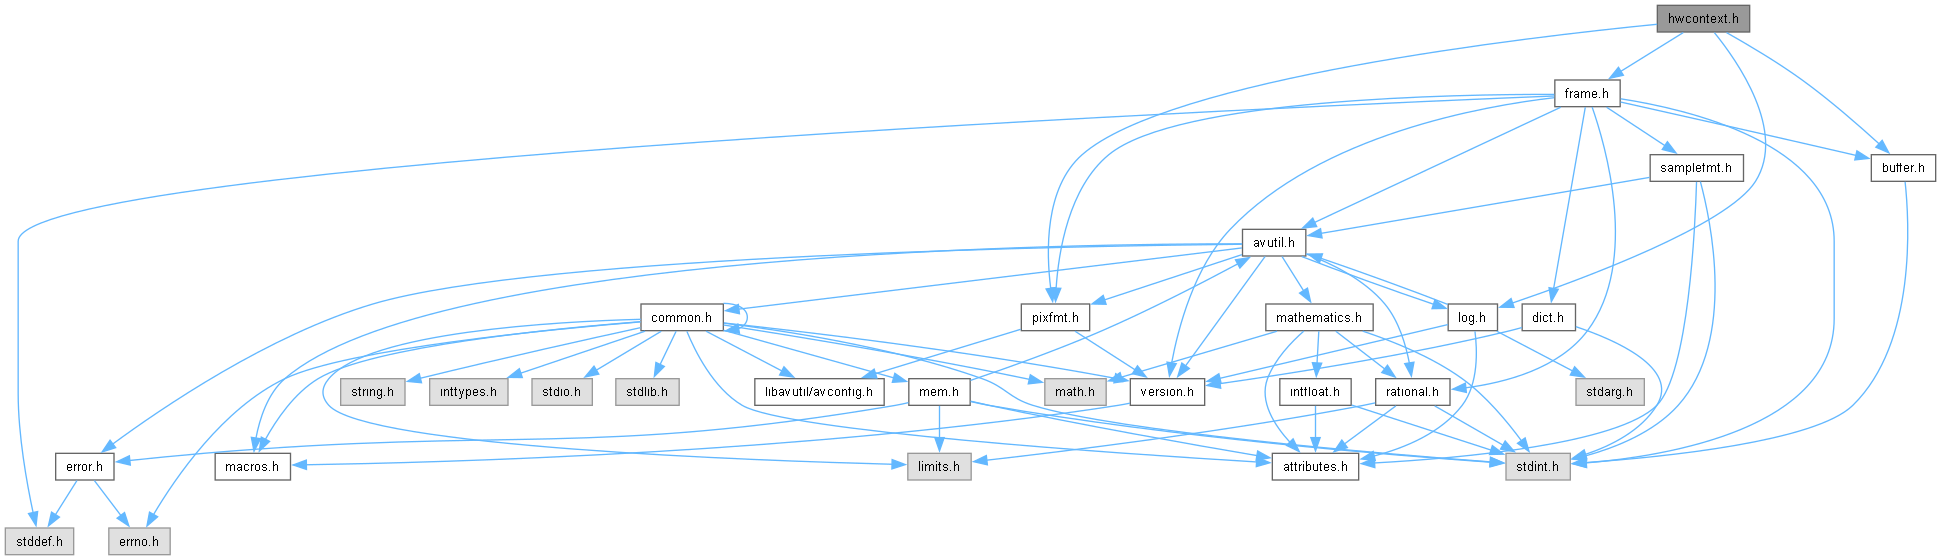 hwcontext.h
frame.h
samplefmt.h
buffer.h
avutil.h
common.h
pixfmt.h
mathematics.h
log.h
dict.h
string.h
inttypes.h
stdio.h
stdlib.h
libavutil/avconfig.h
mem.h
math.h
version.h
intfloat.h
rational.h
stdarg.h
error.h
macros.h
limits.h
attributes.h
stdint.h
stddef.h
errno.h